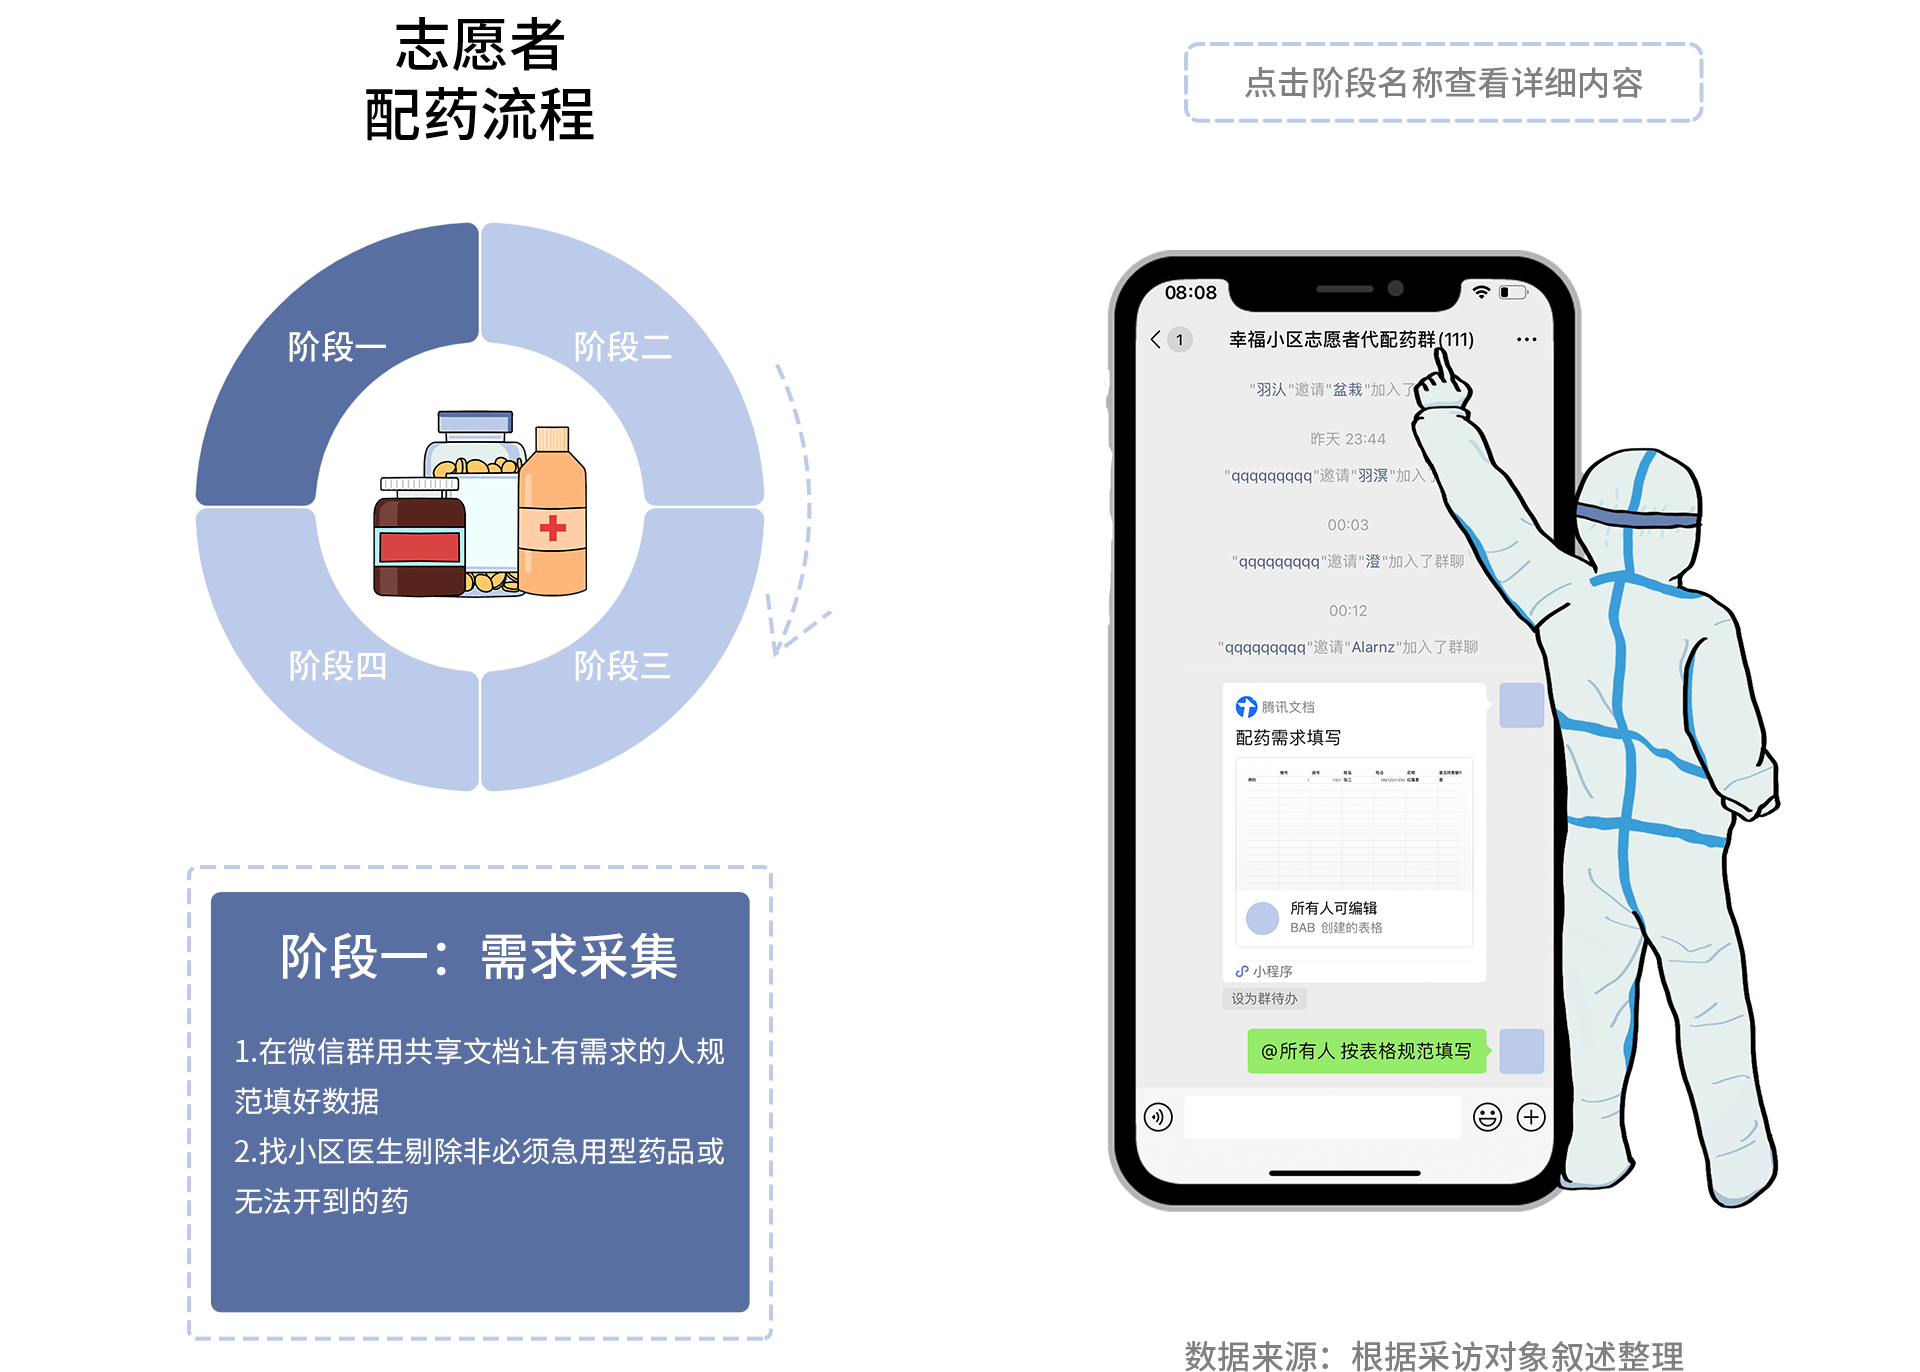 志愿者
配药流程
点击阶段名称查看详细内容
阶段一
阶段二
阶段四
阶段三
阶段一：需求采集
1.在微信群用共享文档让有需求的人规
范填好数据
2.找小区医生剔除非必须急用型药品或
无法开到的药
08:08
1
幸福小区志愿者代配药群(111)
"羽汄"邀请"盆栽"加入了
昨天 23:44
"qqqqqqqqq"邀请"羽溟"加入了
00:03
"qqqqqqqqq"邀请"澄"加入了群聊
00:12
"qqqqqqqqq"邀请"Alarnz"加入了群聊
腾讯文档
配药需求填写
所有人可编辑
BAB 创建的表格
小程序
设为群待办
@所有人 按表格规范填写
数据来源：根据采访对象叙述整理